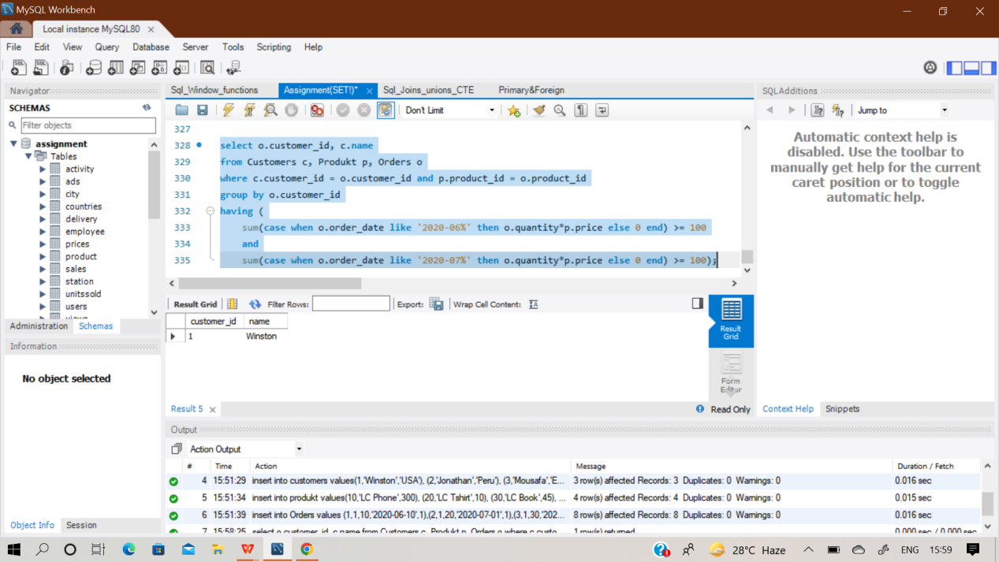 MySQL Workbench
Local instance MySQL80
File Edit View Query Database Server Tools Scripting Help
Navigator
SCHEMAS
Filter objects
assignment
Tables
activity
ads
city
countries
delivery
employee
prices
product
sales
station
unitssold
users
views
Administration Schemas
Information
No object selected
Object Info Session
Sql_Window_functions Assignment(SET!)* Sql_Joins_unions_CTE Primary&Foreign
Don't Limit
327
328 select o.customer_id, c.name
329 from Customers c, Produkt p, Orders o
330 where c.customer_id = o.customer_id and p.product_id = o.product_id
331 group by o.customer_id
332 having (
333 sum(case when o.order_date like '2020-06%' then o.quantity*p.price else 0 end) >= 100
334 and
335 sum(case when o.order_date like '2020-07%' then o.quantity*p.price else 0 end) >= 100);
Result Grid Filter Rows: Export: Wrap Cell Content:
customer_id name
1 Winston
Result Grid
Form Editor
Result 5 Read Only
SQLAdditions
Jump to
Automatic context help is
disabled. Use the toolbar to
manually get help for the current
caret position or to toggle
automatic help.
Context Help Snippets
Output
Action Output
# Time Action Message Duration / Fetch
4 15:51:29 insert into customers values(1,'Winston','USA'), (2,'Jonathan','Peru'), (3,'Mousafa','E... 3 row(s) affected Records: 3 Duplicates: 0 Warnings: 0 0.016 sec
5 15:51:34 insert into produkt values(10,'LC Phone',300), (20,'LC Tshirt',10), (30,'LC Book',45), ... 4 row(s) affected Records: 4 Duplicates: 0 Warnings: 0 0.015 sec
6 15:51:39 insert into Orders values (1,1,10,'2020-06-10',1),(2,1,20,'2020-07-01',1),(3,1,30,'202... 8 row(s) affected Records: 8 Duplicates: 0 Warnings: 0 0.016 sec
7 15:58:25 select o.customer_id, c.name from Customers c, Produkt p, Orders o where c.custo... 1 row(s) returned 0.000 sec / 0.000 sec
28°C Haze ENG 15:59